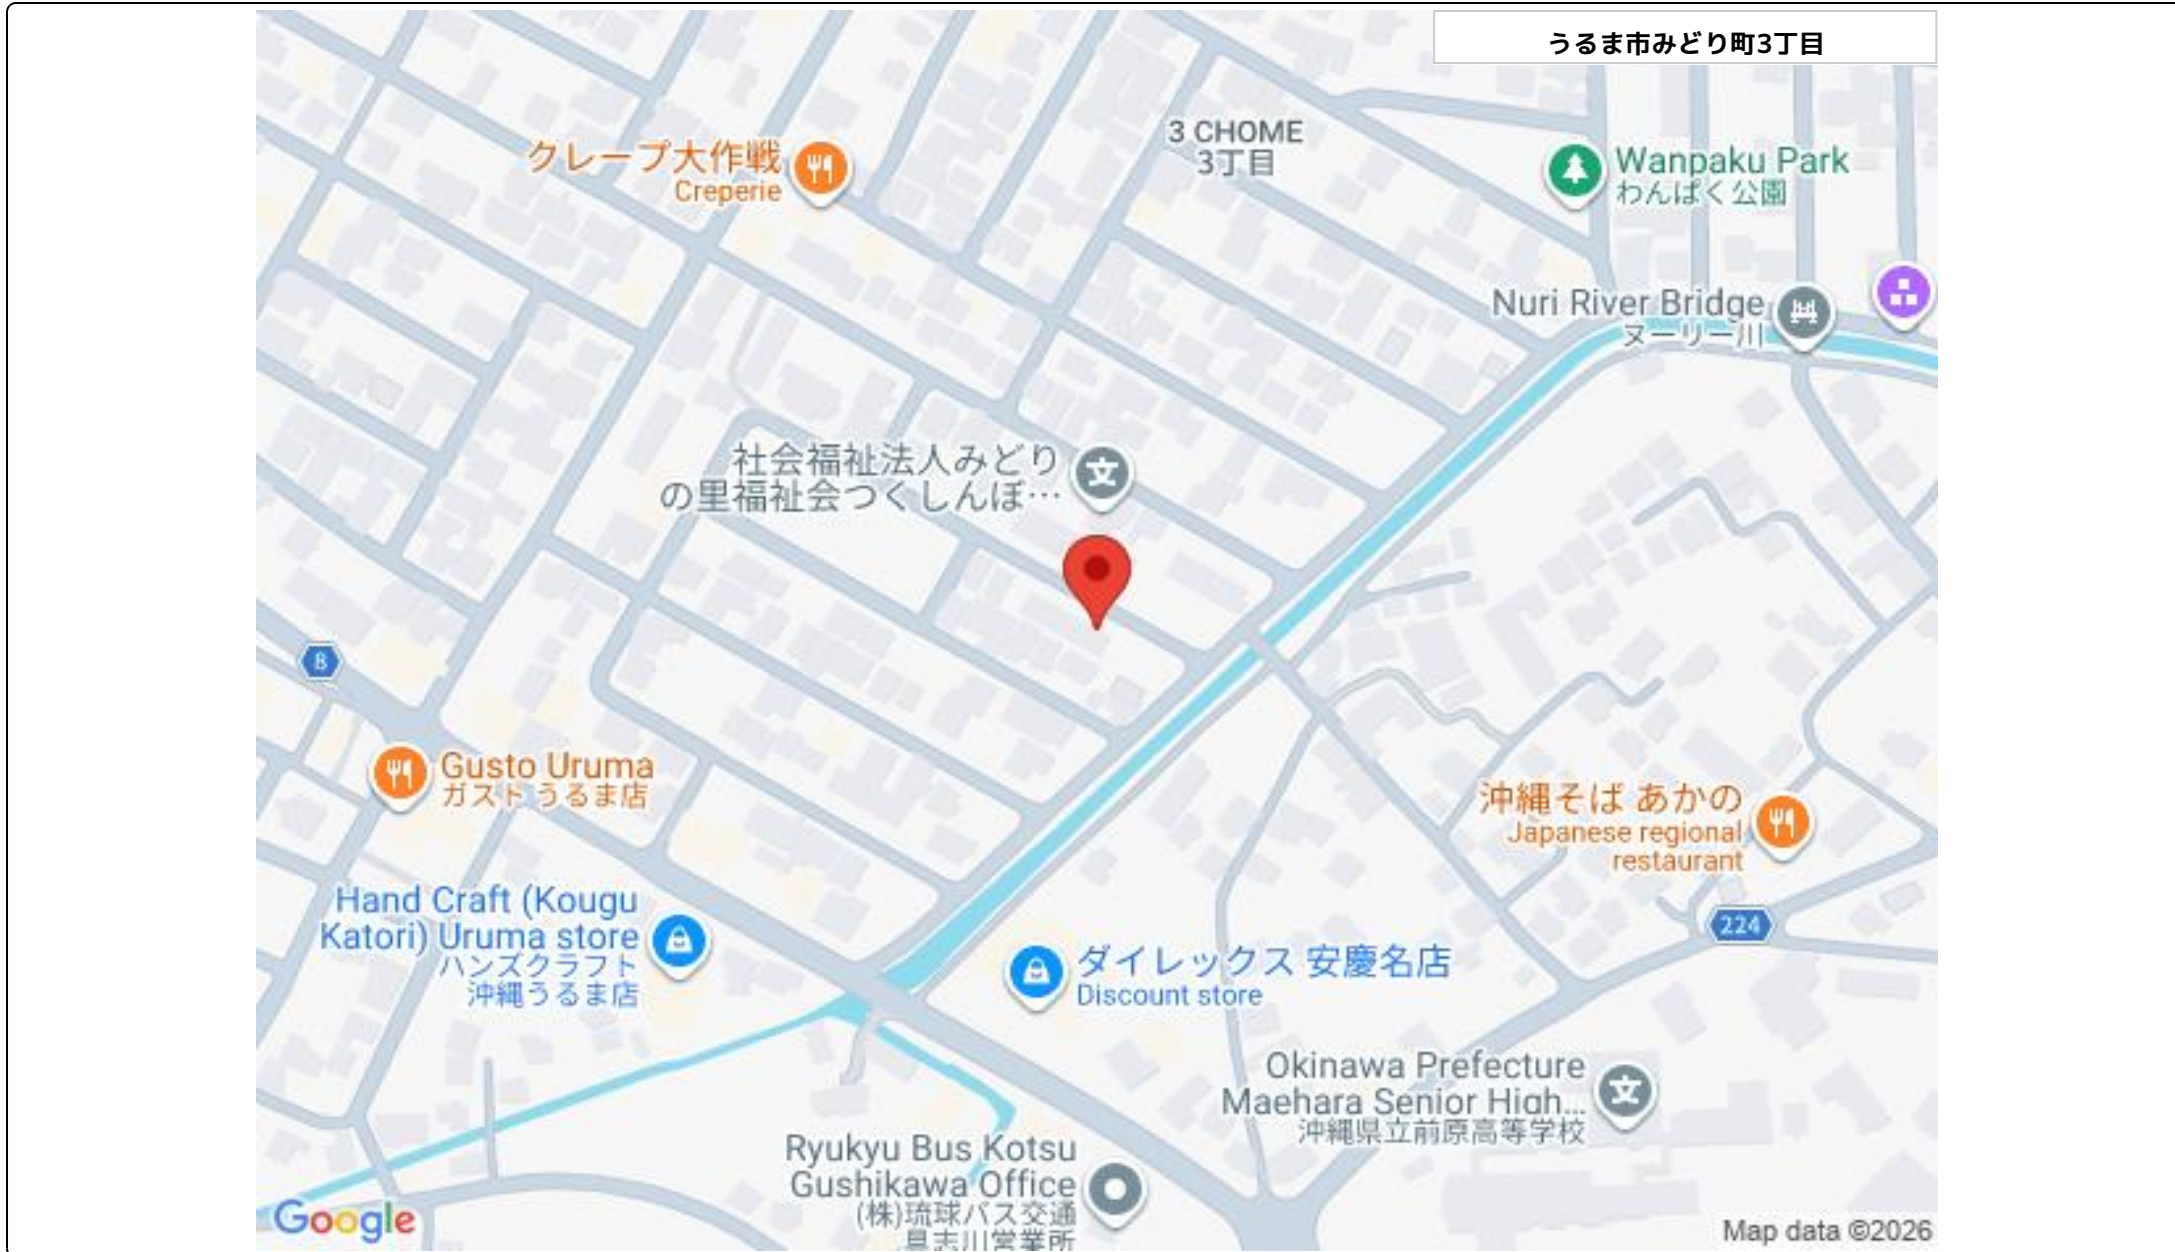 うるま市みどり町3丁目
3 CHOME
3丁目
クレープ大作戦
Creperie
Wanpaku Park
わんぱく公園
Nuri River Bridge
ヌーリー川
社会福祉法人みどり
の里福祉会つくしんぼ…
8
Gusto Uruma
ガスト うるま店
沖縄そば あかの
Japanese regional
restaurant
Hand Craft (Kougu
Katori) Uruma store
ハンズクラフト
沖縄うるま店
224
ダイレックス 安慶名店
Discount store
Okinawa Prefecture
Maehara Senior High...
沖縄県立前原高等学校
Ryukyu Bus Kotsu
Gushikawa Office
(株)琉球バス交通
具志川営業所
Google
Map data ©2026